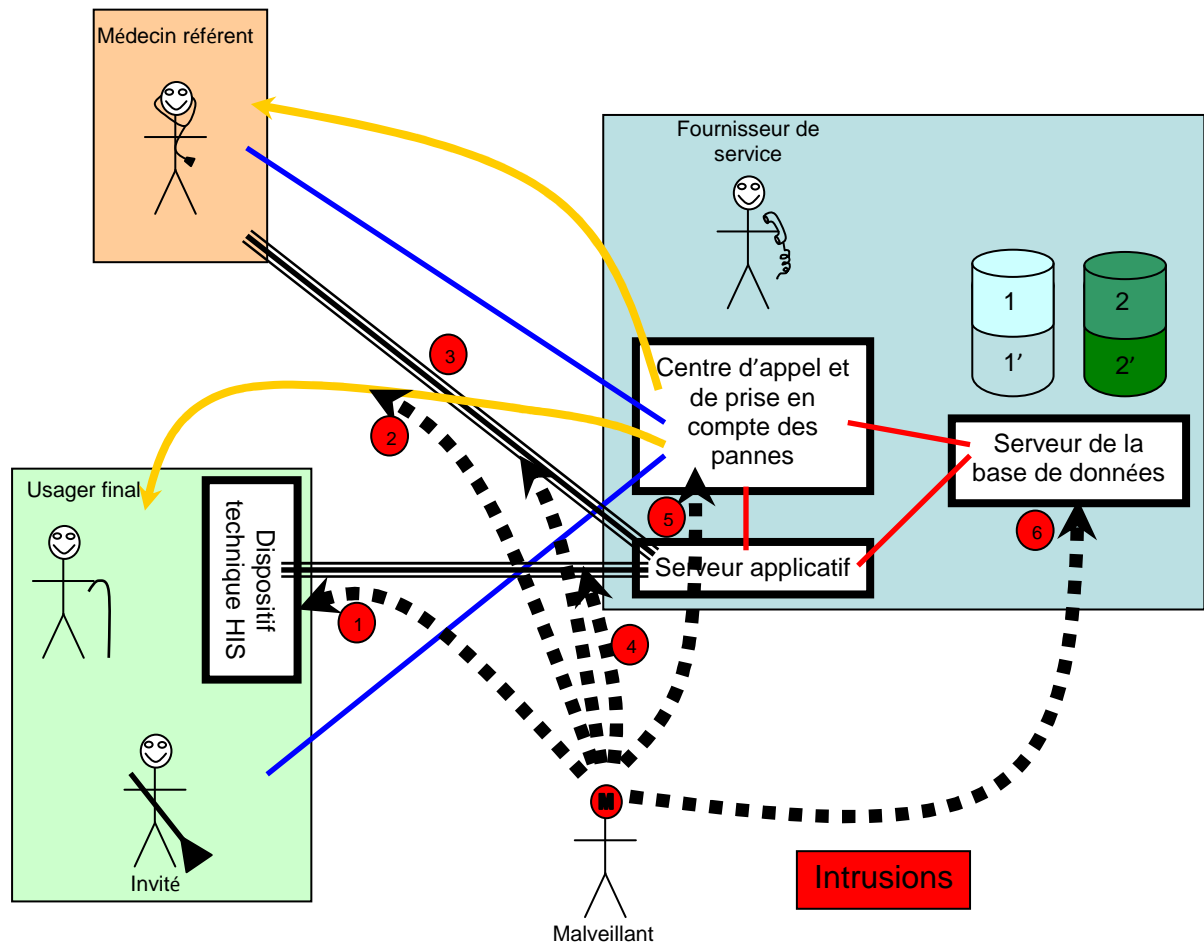 Médecin référent
Fournisseur de
service
1
1’
2
2’
3
Centre d’appel et
de prise en
compte des
pannes
2
Serveur de la
base de données
Usager final
Dispositif
technique HIS
5
6
Serveur applicatif
1
4
M
Invité
Intrusions
Malveillant